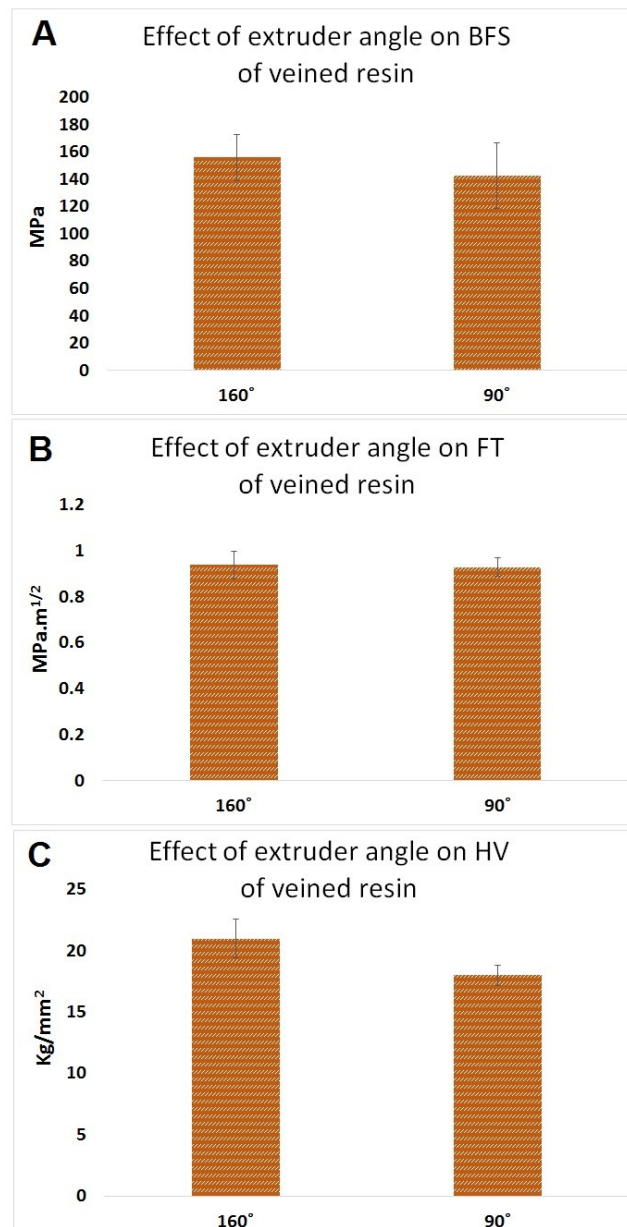 A
Effect of extruder angle on BFS
of veined resin
MPa
200
180
160
140
120
100
80
60
40
20
0
160˚
90˚
B
Effect of extruder angle on FT
of veined resin
MPa.m¹/²
1.2
1
0.8
0.6
0.4
0.2
0
160˚
90˚
C
Effect of extruder angle on HV
of veined resin
Kg/mm²
25
20
15
10
5
0
160˚
90˚